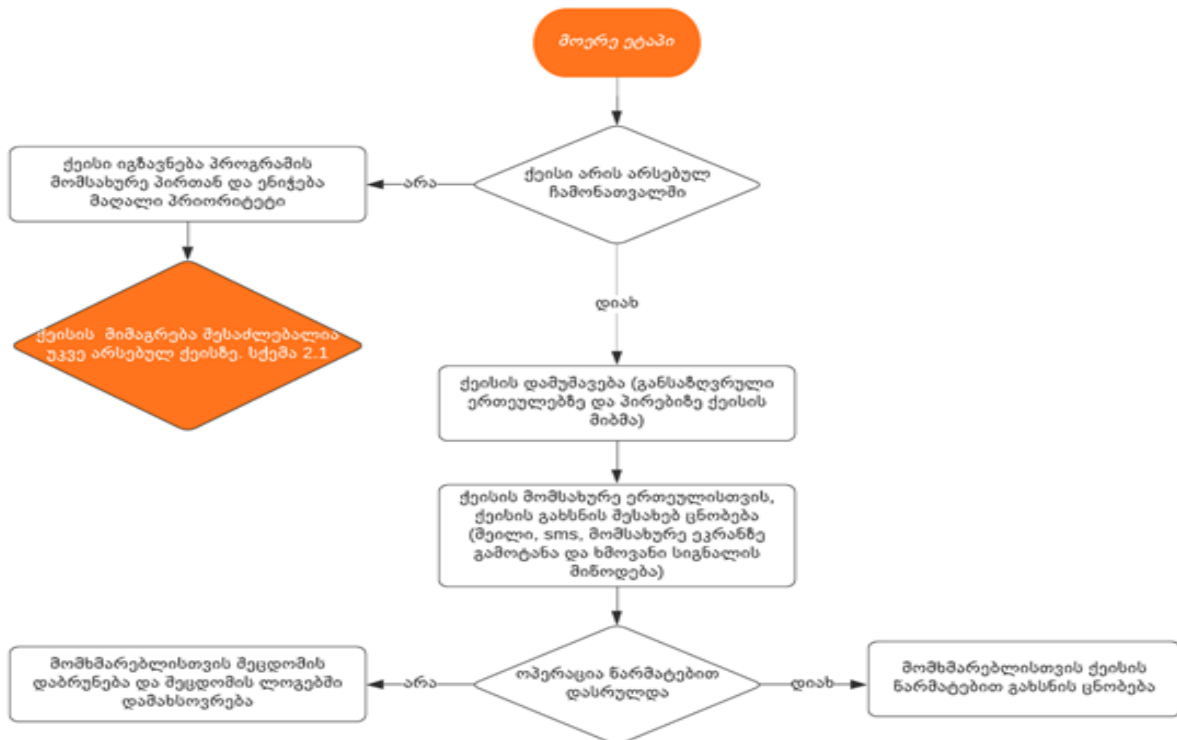 მოერე ეტაპი
ქეისი არის არსებულ
ჩამონათვალში
არა
ქეისი იგზავნება პროგრამის
მომსახურე პირთან და ენიჭება
მაღალი პრიორიტეტი
ქეისის მიმაგრება შესაძლებალია
უკვე არსებულ ქეისზე. სქემა 2.1
დიახ
ქეისის დამუშავება (განსაზღვრული
ერთეულებზე და პირებიზე ქეისის
მიბმა)
ქეისის მომსახურე ერთეულისთვის,
ქეისის გახსნის შესახებ ცნობება
(მეილი, sms, მომსახურე ეკრანზე
გამოტანა და ხმოვანი სიგნალის
მიწოდება)
ოპერაცია წარმატებით
დასრულდა
არა
მომხმარებლისთვის შეცდომის
დაბრუნება და შეცდომის ლოგებში
დამახსოვრება
დიახ
მომხმარებლისთვის ქეისის
წარმატებით გახსნის ცნობება